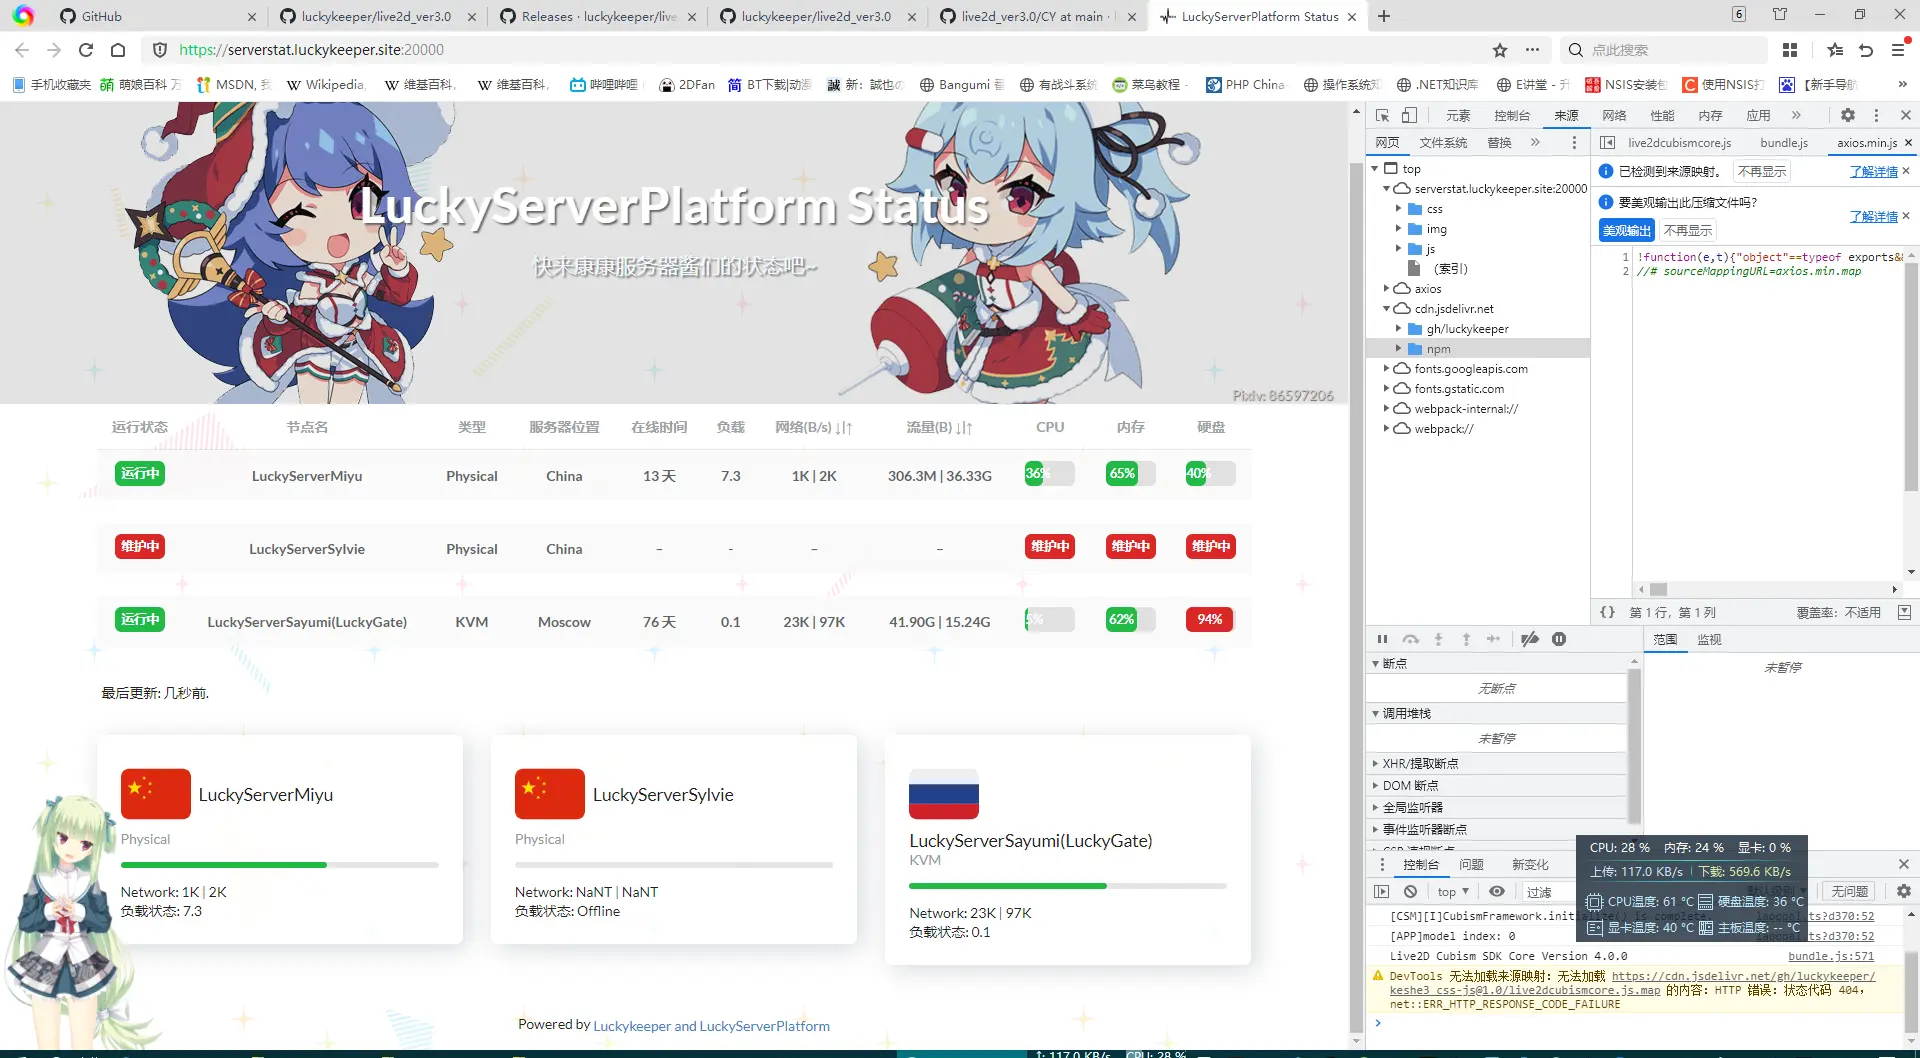 GitHub
luckykeeper/live2d_ver3.0
Releases · luckykeeper/live
luckykeeper/live2d_ver3.0
live2d_ver3.0/CY at main ·
LuckyServerPlatform Status
6
https://serverstat.luckykeeper.site:20000
点此搜索
手机收藏夹
萌娘百科 万
MSDN, 我
Wikipedia,
维基百科,
维基百科,
哔哩哔哩
2DFan
BT下载|动漫
新：誠也の
Bangumi 番
有战斗系统
菜鸟教程 -
PHP China
操作系统知
.NET知识库
E讲堂 - 升
NSIS安装包
使用NSIS打
【新手导航
LuckyServerPlatform Status
快来康康服务器酱们的状态吧~
Pixiv: 86597206
运行状态 节点名 类型 服务器位置 在线时间 负载 网络(B/s) ↓|↑ 流量(B) ↓|↑ CPU 内存 硬盘
运行中 LuckyServerMiyu Physical China 13 天 7.3 1K | 2K 306.3M | 36.33G 36% 65% 40%
维护中 LuckyServerSylvie Physical China – - – – 维护中 维护中 维护中
运行中 LuckyServerSayumi(LuckyGate) KVM Moscow 76 天 0.1 23K | 97K 41.90G | 15.24G 5% 62% 94%
最后更新: 几秒前.
LuckyServerMiyu
Physical
Network: 1K | 2K
负载状态: 7.3
LuckyServerSylvie
Physical
Network: NaNT | NaNT
负载状态: Offline
LuckyServerSayumi(LuckyGate)
KVM
Network: 23K | 97K
负载状态: 0.1
Powered by Luckykeeper and LuckyServerPlatform
元素 控制台 来源 网络 性能 内存 应用
网页 文件系统 替换
top
serverstat.luckykeeper.site:20000
css
img
js
（索引）
axios
cdn.jsdelivr.net
gh/luckykeeper
npm
fonts.googleapis.com
fonts.gstatic.com
webpack-internal://
webpack://
live2dcubismcore.js bundle.js axios.min.js
已检测到来源映射。 不再显示 了解详情
要美观输出此压缩文件吗? 了解详情
美观输出 不再显示
1 !function(e,t){"object"==typeof exports&
2 //# sourceMappingURL=axios.min.map
{} 第 1 行，第 1 列 覆盖率: 不适用
断点
无断点
调用堆栈
未暂停
XHR/提取断点
DOM 断点
全局监听器
事件监听器断点
范围 监视
未暂停
CPU: 28 % 内存: 24 % 显卡: 0 %
上传: 117.0 KB/s 下载: 569.6 KB/s
CPU温度: 61 °C 硬盘温度: 36 °C
显卡温度: 40 °C 主板温度: -- °C
控制台 问题 新变化
top 过滤 无问题
[CSM][I]CubismFramework.initialize() is complete.
[APP]model index: 0 lappdal.ts?d370:52
Live2D Cubism SDK Core Version 4.0.0 bundle.js:571
DevTools 无法加载来源映射: 无法加载 https://cdn.jsdelivr.net/gh/luckykeeper/
keshe3_css-js@1.0/live2dcubismcore.js.map 的内容: HTTP 错误: 状态代码 404,
net::ERR_HTTP_RESPONSE_CODE_FAILURE
↑: 117.0 KB/s CPU: 28 %